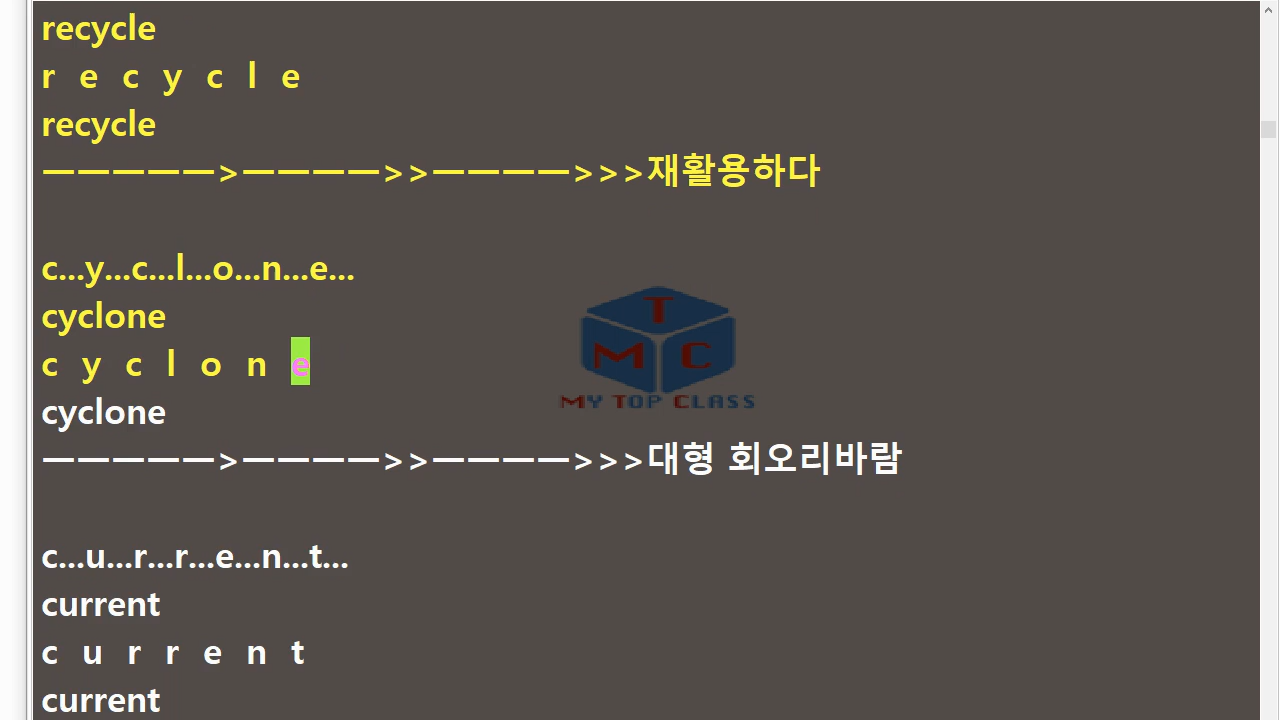 recycle
r e c y c l e
recycle
—————>————>>————>>>재활용하다
c...y...c...l...o...n...e...
cyclone
c y c l o n e
cyclone
—————>————>>————>>>대형 회오리바람
c...u...r...r...e...n...t...
current
c u r r e n t
current
T
M C
MY TOP CLASS